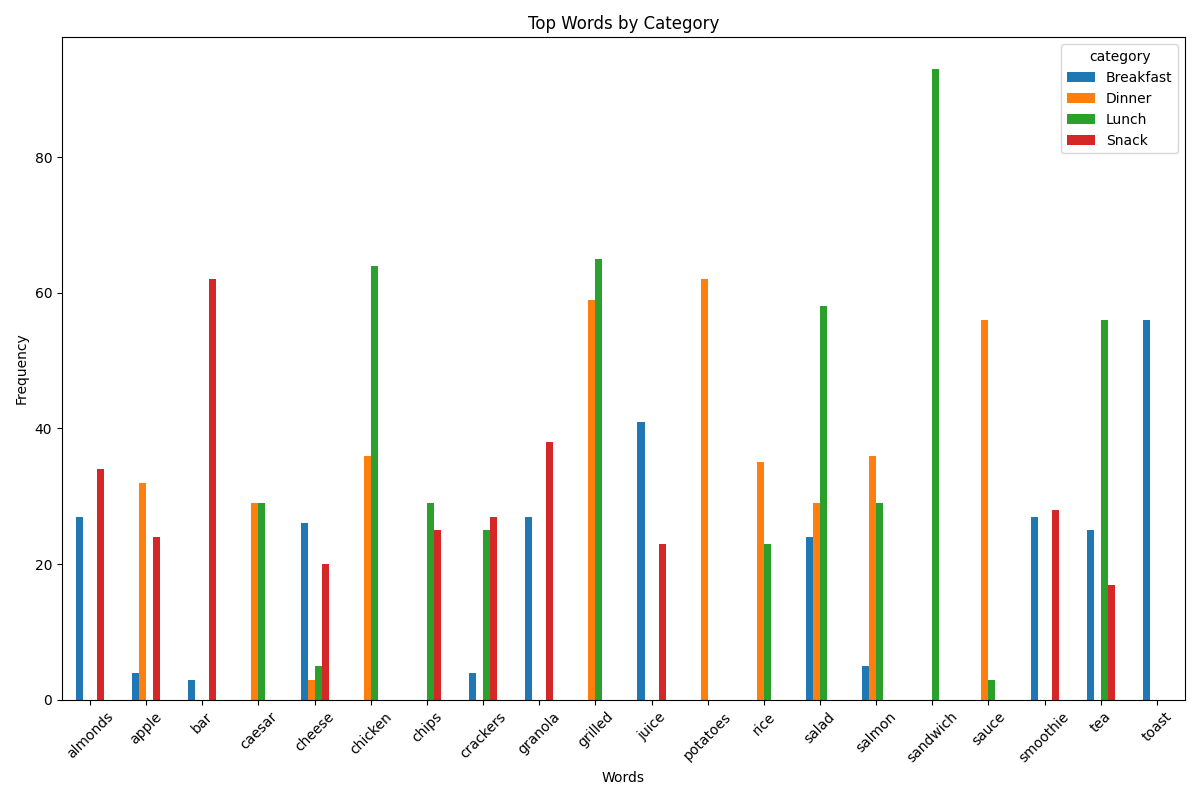 Top Words by Category
category
Breakfast
Dinner
Lunch
Snack
Frequency
80
60
40
20
0
almonds
apple
bar
caesar
cheese
chicken
chips
crackers
granola
grilled
juice
potatoes
rice
salad
salmon
sandwich
sauce
smoothie
tea
toast
Words